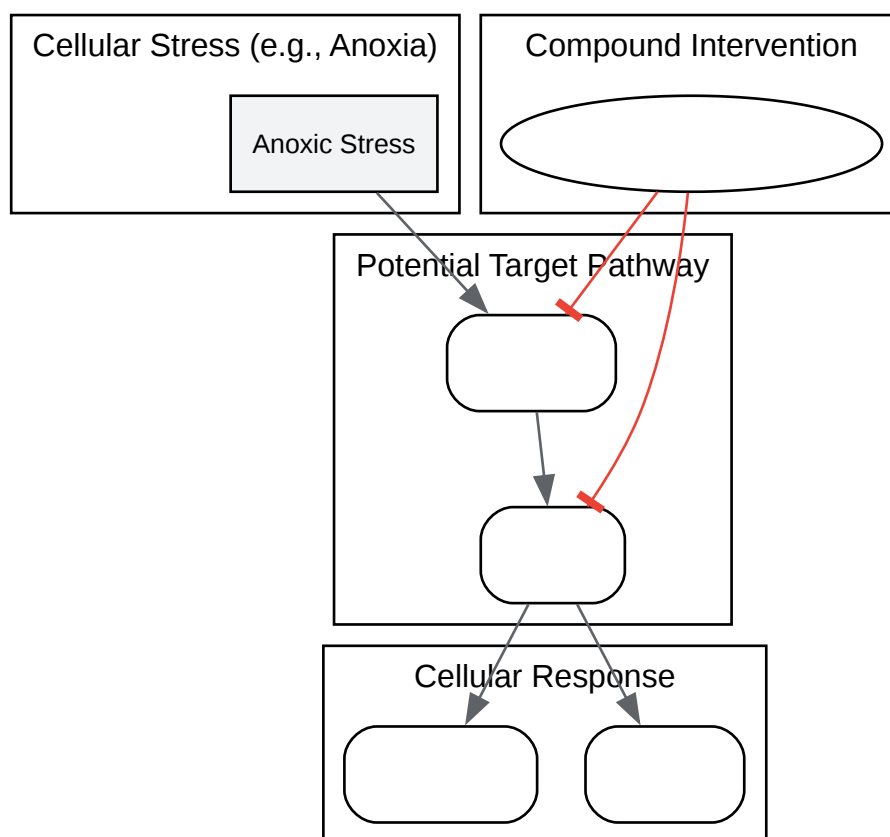 Cellular Stress (e.g., Anoxia)
Compound Intervention
Anoxic Stress
Potential Target Pathway
Cellular Response